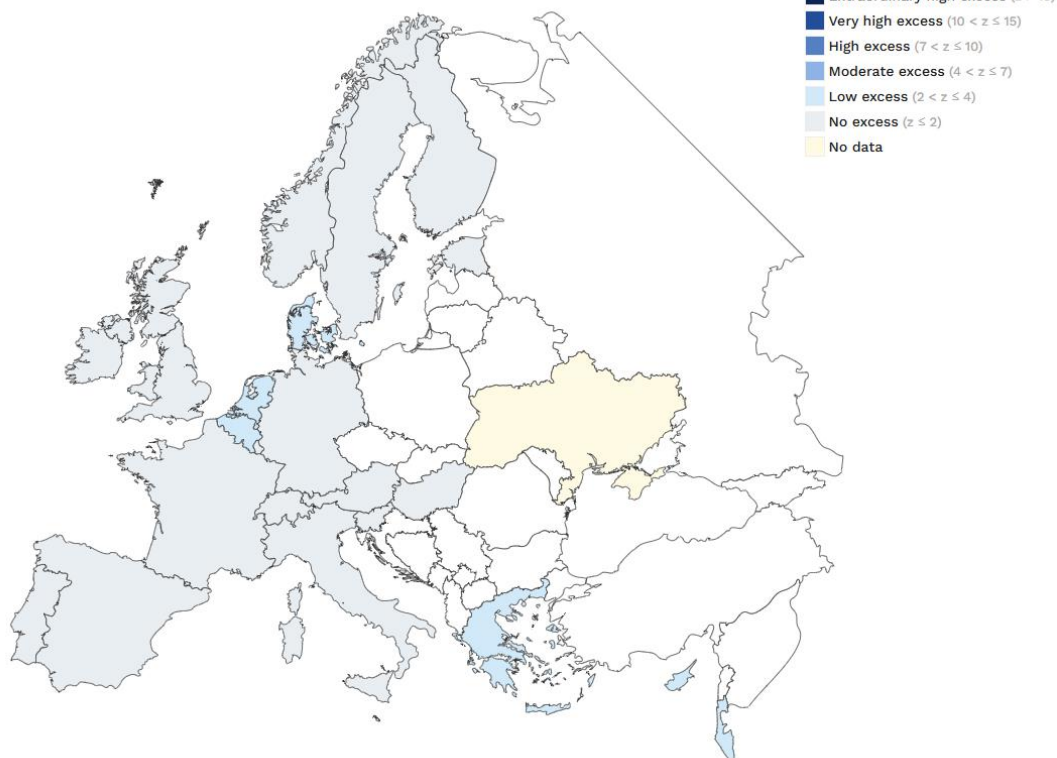 Very high excess (10 < z ≤ 15)
High excess (7 < z ≤ 10)
Moderate excess (4 < z ≤ 7)
Low excess (2 < z ≤ 4)
No excess (z ≤ 2)
No data